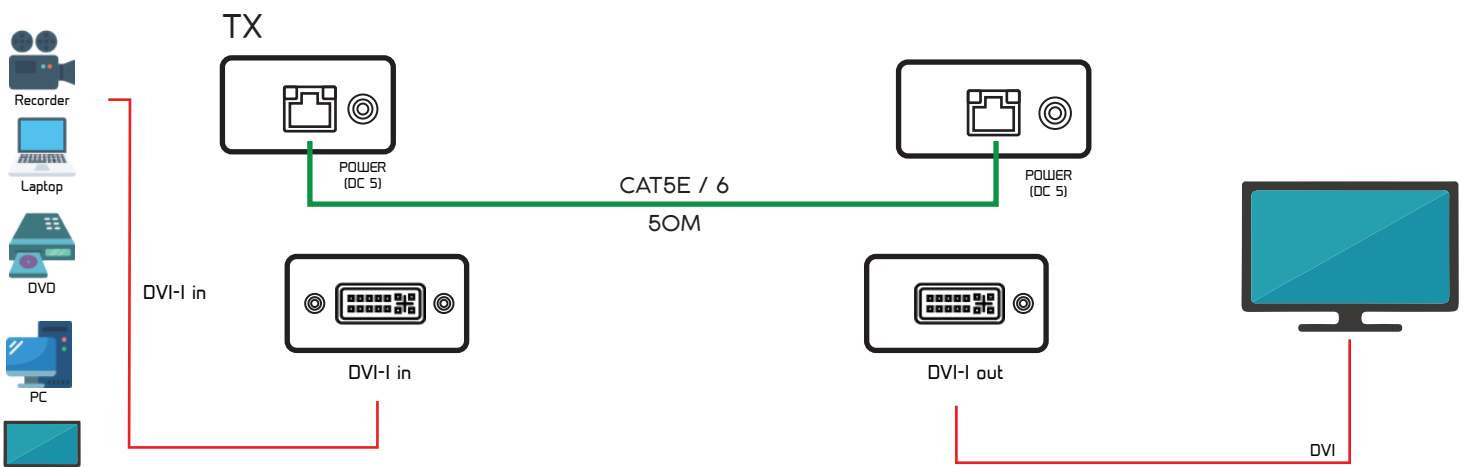 TX
Recorder
Laptop
DVD
PC
DVI-I in
POWER
(DC 5)
CAT5E / 6
50M
POWER
(DC 5)
DVI-I in
DVI-I out
DVI